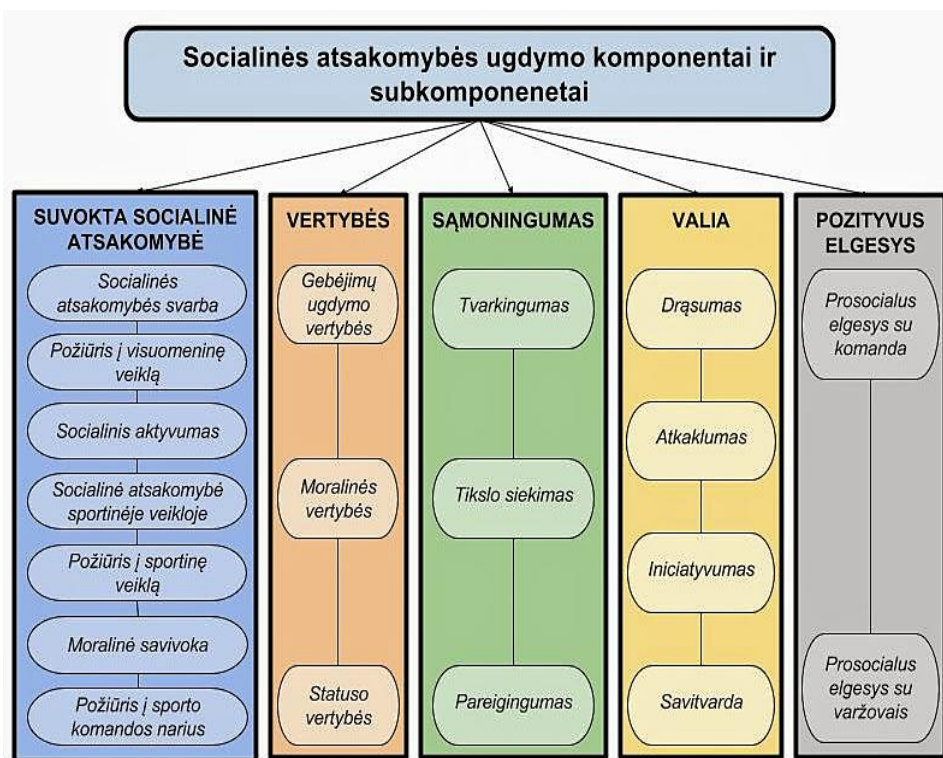 Socialinės atsakomybės ugdymo komponentai ir
subkomponenetai
SUVOKTA SOCIALINĖ
ATSAKOMYBĖ
Socialinės
atsakomybės svarba
Požiūris į visuomeninę
veiklą
Socialinis aktyvumas
Socialinė atsakomybė
sportinėje veikloje
Požiūris į sportinę
veiklą
Moralinė savivoka
Požiūris į sporto
komandos narius
VERTYBĖS
Gebėjimų
ugdymo
vertybės
Moralinės
vertybės
Statuso
vertybės
SĄMONINGUMAS
Tvarkingumas
Tikslo siekimas
Pareigingumas
VALIA
Drąsumas
Atkaklumas
Iniciatyvumas
Savitvarda
POZITYVUS
ELGESYS
Prosocialus
elgesys su
komanda
Prosocialus
elgesys su
varžovais